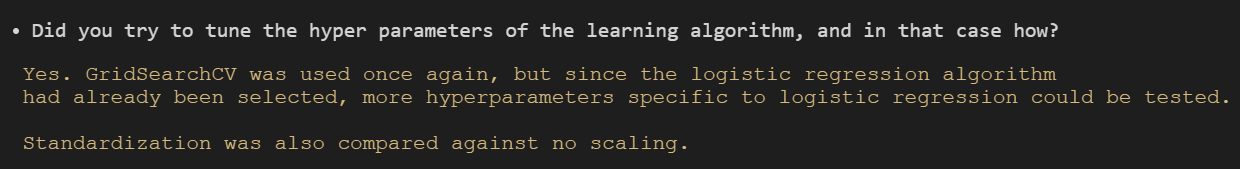 • Did you try to tune the hyper parameters of the learning algorithm, and in that case how?
Yes. GridSearchCV was used once again, but since the logistic regression algorithm
had already been selected, more hyperparameters specific to logistic regression could be tested.
Standardization was also compared against no scaling.